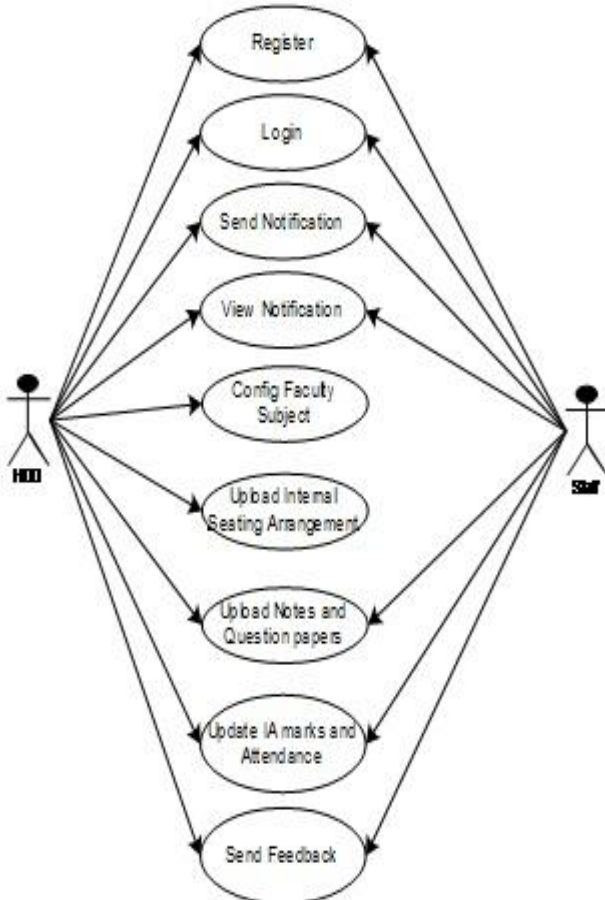 Register
Login
Send Notification
View Notification
Config Faculty
Subject
HOD
Upload Internal
Seating Arrangement
Staff
Upload Notes and
Question papers
Update IA marks and
Attendance
Send Feedback